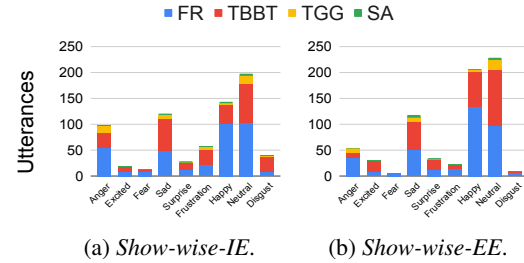 FR TBBT TGG SA
Utterances
250
200
150
100
50
0
Anger Excited Fear Sad Surprise Frustration Happy Neutral Disgust
250
200
150
100
50
0
Anger Excited Fear Sad Surprise Frustration Happy Neutral Disgust
(a) Show-wise-IE. (b) Show-wise-EE.